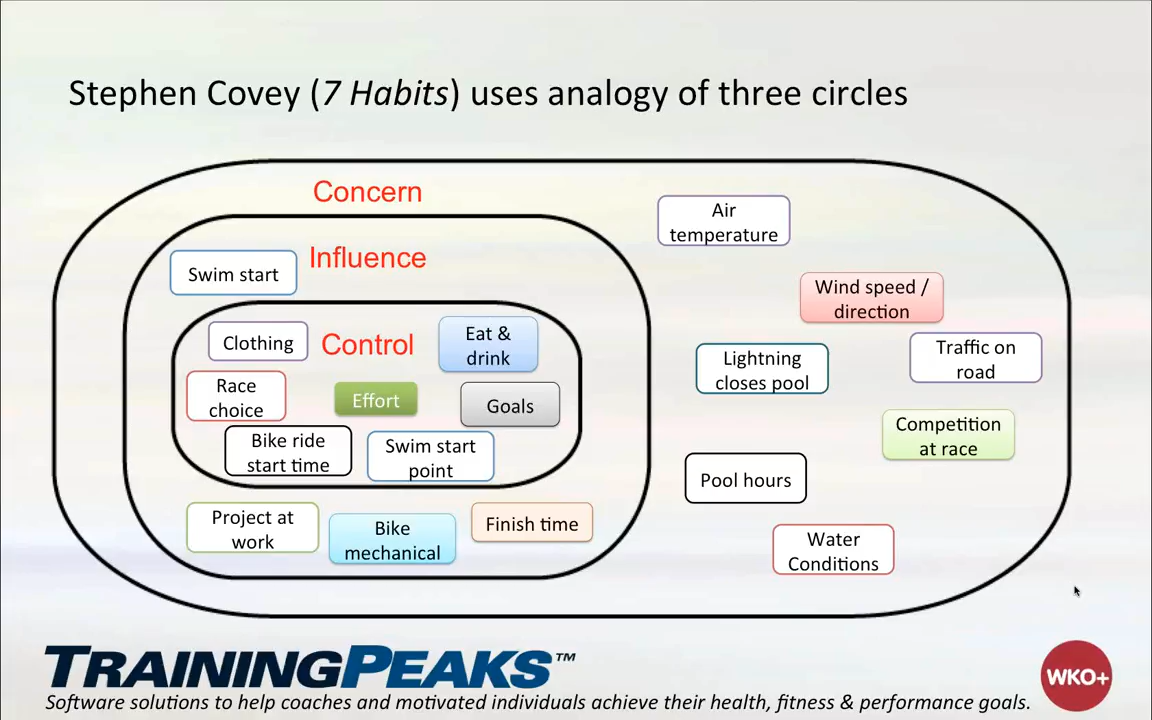 Stephen Covey (7 Habits) uses analogy of three circles
Concern
Influence
Swim start
Control
Clothing
Eat &
drink
Race
choice
Effort
Goals
Bike ride
start time
Swim start
point
Project at
work
Bike
mechanical
Finish time
Air
temperature
Wind speed /
direction
Lightning
closes pool
Traffic on
road
Competition
at race
Pool hours
Water
Conditions
TRAININGPEAKS™
WKO+
Software solutions to help coaches and motivated individuals achieve their health, fitness & performance goals.